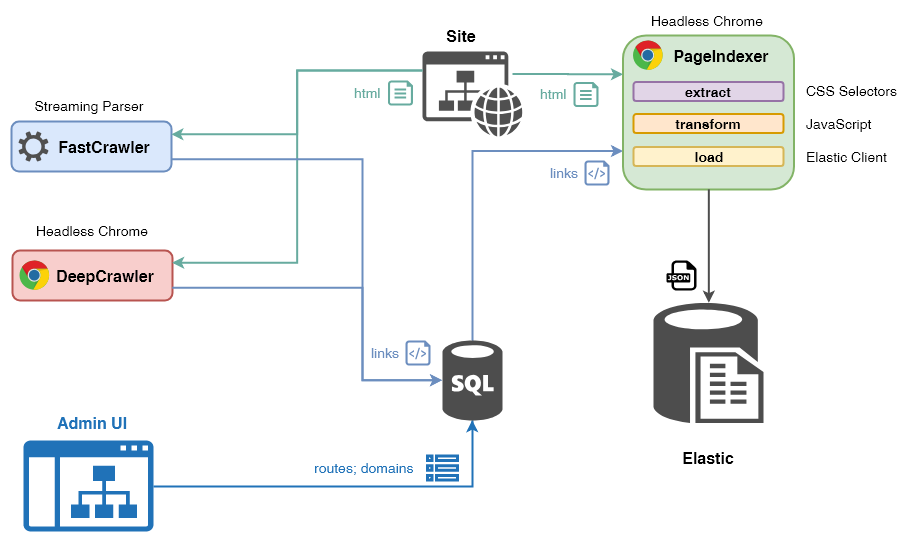 Headless Chrome
Site
PageIndexer
html
html
extract
CSS Selectors
Streaming Parser
transform
JavaScript
FastCrawler
load
Elastic Client
links
Headless Chrome
DeepCrawler
JSON
links
SQL
Admin UI
routes; domains
Elastic